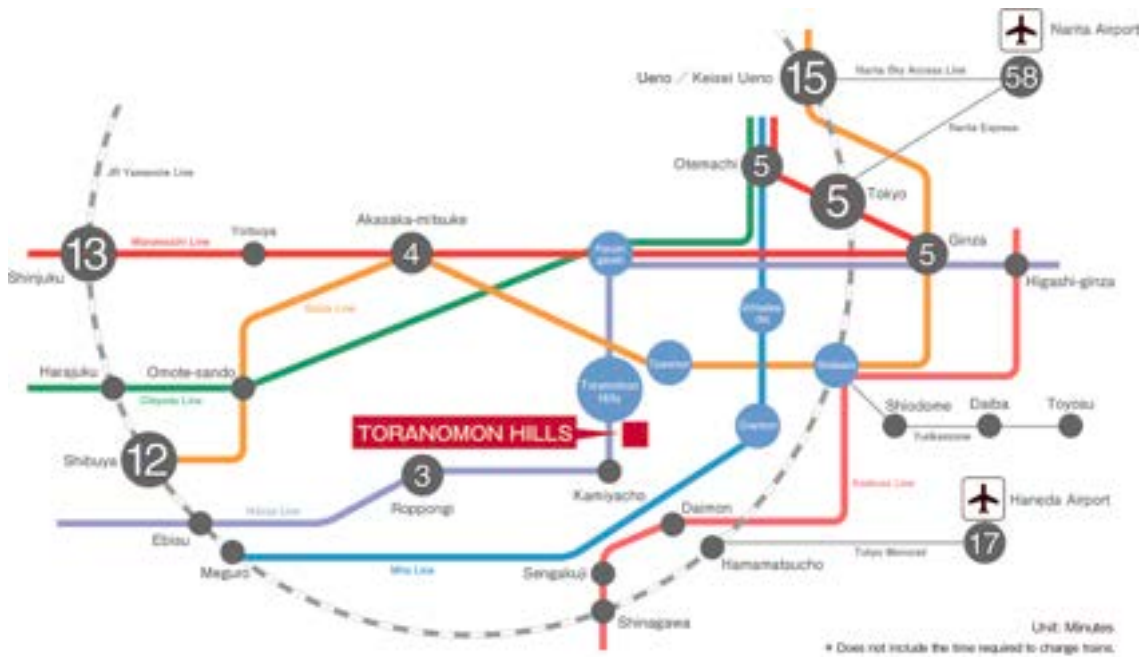 Narita Airport
Ueno / Keisei Ueno
15
Narita Sky Access Line
58
Narita Express
JR Yamanote Line
Otemachi
5
5
Tokyo
Akasaka-mitsuke
Yotsuya
Marunouchi Line
13
4
5
Ginza
Shinjuku
Higashi-ginza
Ginza Line
Harajuku
Omote-sando
Toranomon
Hills
Chiyoda Line
Shiodome
Daiba
Toyosu
Yurikamome
TORANOMON HILLS
Shibuya
12
3
Roppongi
Kamiyacho
Hibiya Line
Asakusa Line
Haneda Airport
Ebisu
Daimon
17
Meguro
Mita Line
Sengakuji
Hamamatsucho
Tokyo Monorail
Shinagawa
Unit: Minutes
* Does not include the time required to change trains.